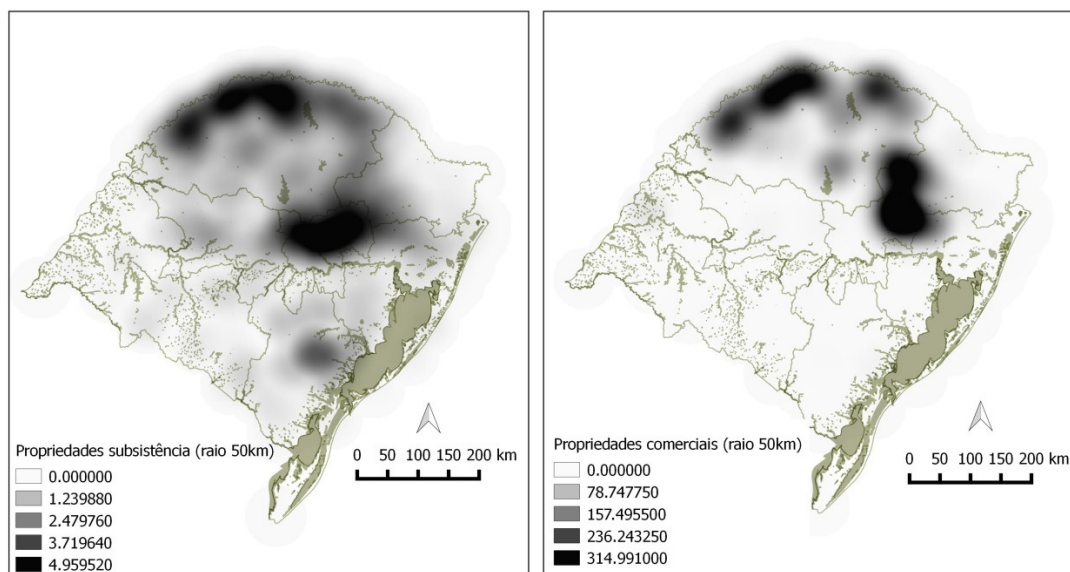 Propriedades subsistência (raio 50km)
0.000000
1.239880
2.479760
3.719640
4.959520
0 50 100 150 200 km
Propriedades comerciais (raio 50km)
0.000000
78.747750
157.495500
236.243250
314.991000
0 50 100 150 200 km